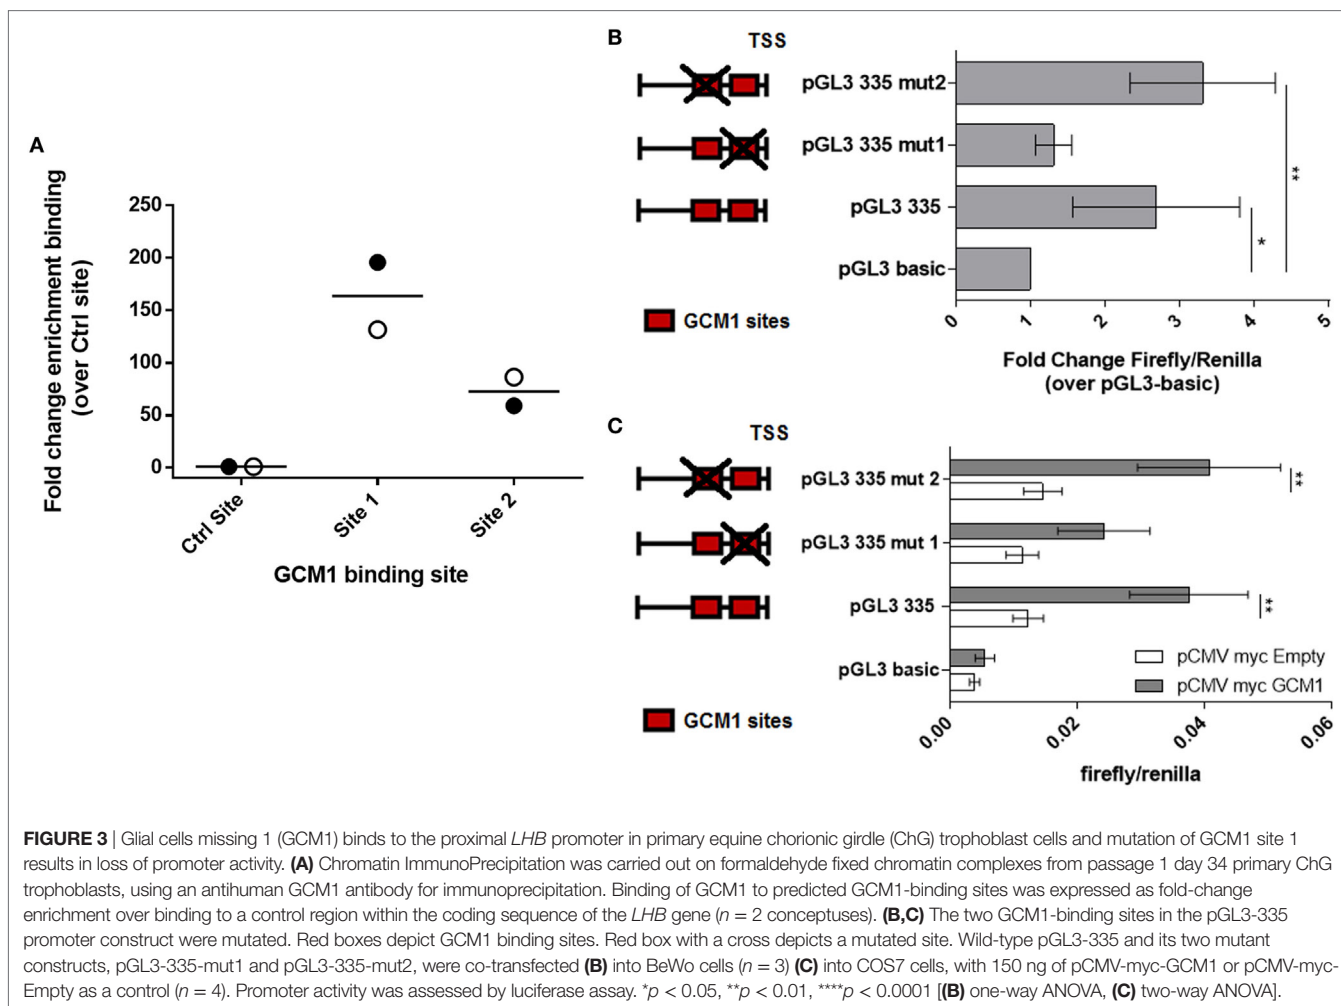 A
Fold change enrichment binding
(over Ctrl site)
250
200
150
100
50
0
Ctrl Site
Site 1
Site 2
GCM1 binding site
B
TSS
pGL3 335 mut2
pGL3 335 mut1
pGL3 335
pGL3 basic
**
*
GCM1 sites
0
1
2
3
4
5
Fold Change Firefly/Renilla
(over pGL3-basic)
C
TSS
pGL3 335 mut 2
pGL3 335 mut 1
pGL3 335
pGL3 basic
**
**
pCMV myc Empty
pCMV myc GCM1
GCM1 sites
0.00
0.02
0.04
0.06
firefly/renilla
FIGURE 3 | Glial cells missing 1 (GCM1) binds to the proximal LHB promoter in primary equine chorionic girdle (ChG) trophoblast cells and mutation of GCM1 site 1
results in loss of promoter activity. (A) Chromatin ImmunoPrecipitation was carried out on formaldehyde fixed chromatin complexes from passage 1 day 34 primary ChG
trophoblasts, using an antihuman GCM1 antibody for immunoprecipitation. Binding of GCM1 to predicted GCM1-binding sites was expressed as fold-change
enrichment over binding to a control region within the coding sequence of the LHB gene (n = 2 conceptuses). (B,C) The two GCM1-binding sites in the pGL3-335
promoter construct were mutated. Red boxes depict GCM1 binding sites. Red box with a cross depicts a mutated site. Wild-type pGL3-335 and its two mutant
constructs, pGL3-335-mut1 and pGL3-335-mut2, were co-transfected (B) into BeWo cells (n = 3) (C) into COS7 cells, with 150 ng of pCMV-myc-GCM1 or pCMV-myc-
Empty as a control (n = 4). Promoter activity was assessed by luciferase assay. *p < 0.05, **p < 0.01, ****p < 0.0001 [(B) one-way ANOVA, (C) two-way ANOVA].